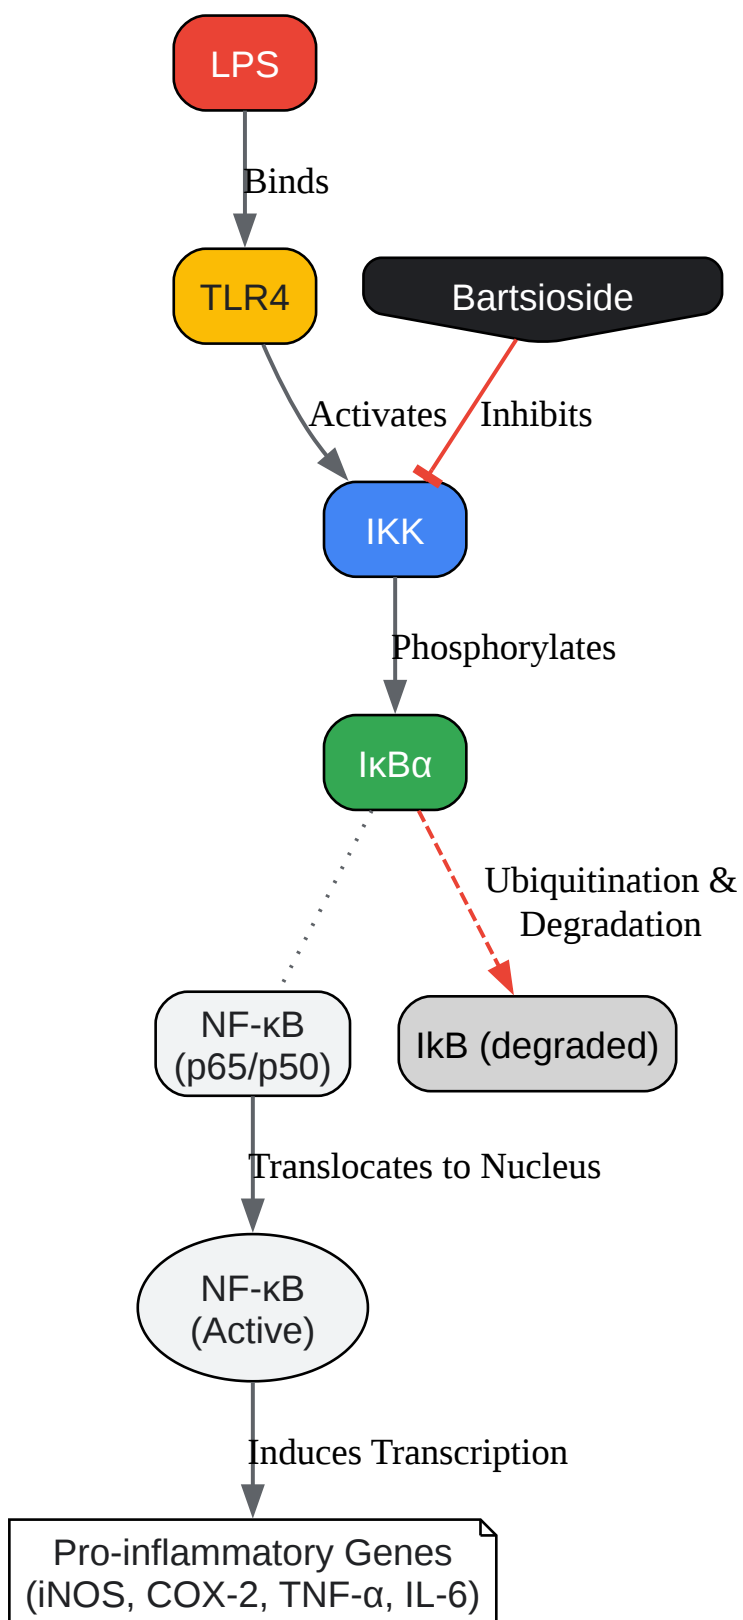 LPS
Binds
TLR4
Bartsioside
Activates
Inhibits
IKK
Phosphorylates
IκBα
Ubiquitination &
Degradation
NF-κB
(p65/p50)
IkB (degraded)
Translocates to Nucleus
NF-κB
(Active)
Induces Transcription
Pro-inflammatory Genes
(iNOS, COX-2, TNF-α, IL-6)